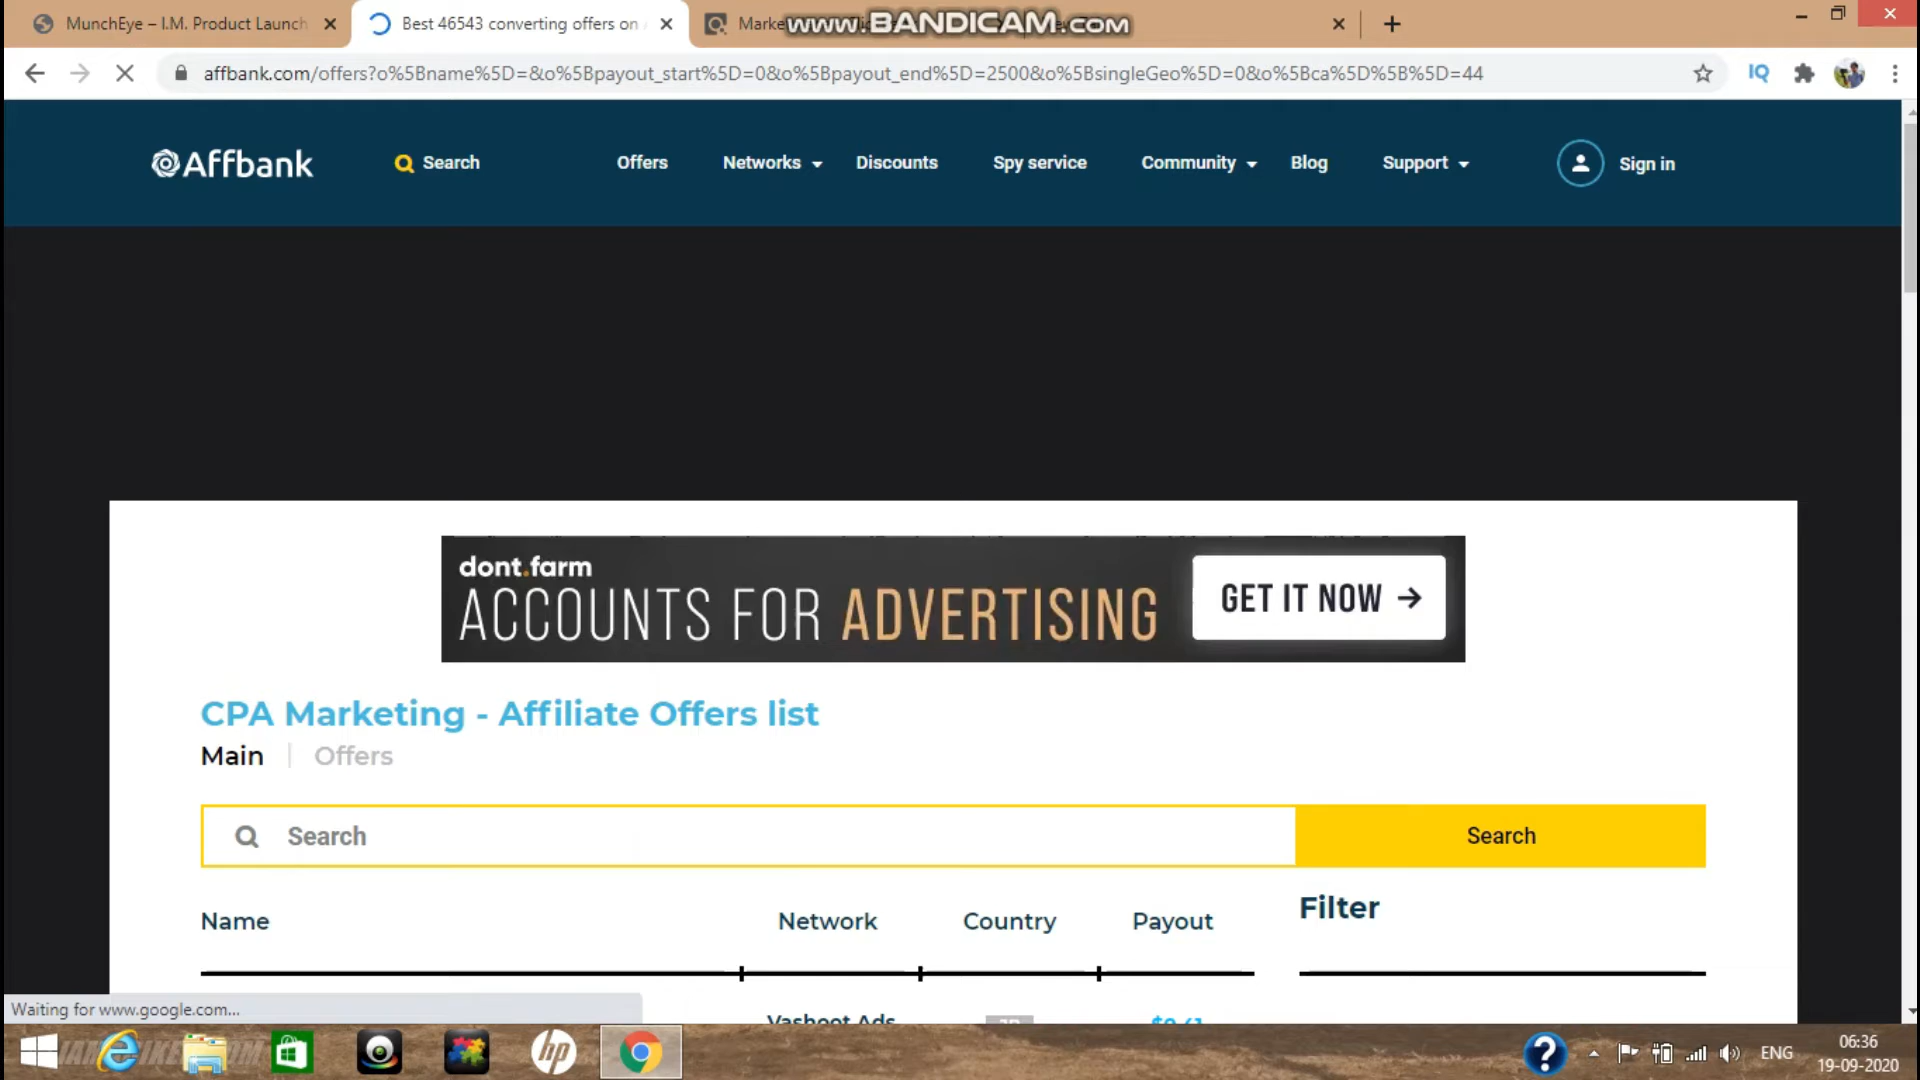 MunchEye – I.M. Product Launch
Best 46543 converting offers on
Marke
www.BANDICAM.com
affbank.com/offers?o%5Bname%5D=&o%5Bpayout_start%5D=0&o%5Bpayout_end%5D=2500&o%5BsingleGeo%5D=0&o%5Bca%5D%5B%5D=44
IQ
Affbank
Search
Offers
Networks
Discounts
Spy service
Community
Blog
Support
Sign in
dont.farm
ACCOUNTS FOR ADVERTISING
GET IT NOW →
CPA Marketing - Affiliate Offers list
Main | Offers
Search
Search
Name
Network
Country
Payout
Filter
Vashoot Ads
Waiting for www.google.com...
hp
ENG
06:36
19-09-2020